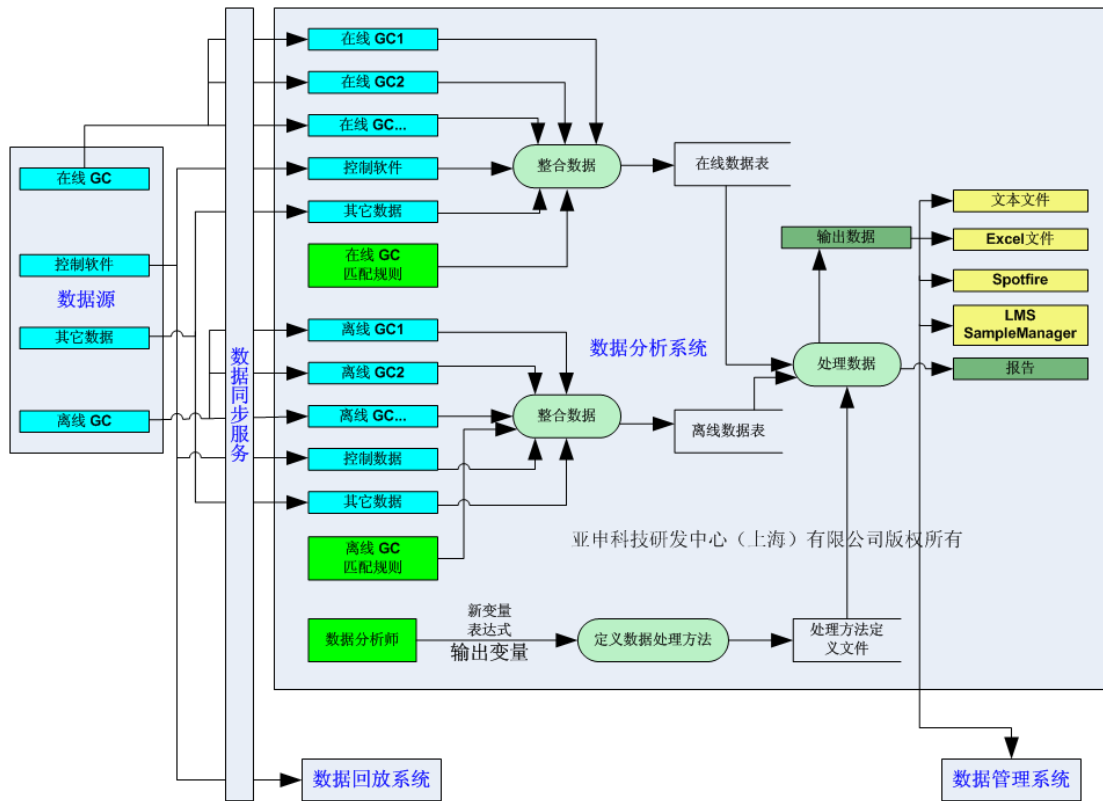 在线 GC
控制软件
数据源
其它数据
离线 GC
数据同步服务
在线 GC1
在线 GC2
在线 GC...
控制软件
其它数据
在线 GC
匹配规则
整合数据
在线数据表
离线 GC1
离线 GC2
离线 GC...
控制数据
其它数据
离线 GC
匹配规则
整合数据
离线数据表
数据分析系统
输出数据
处理数据
文本文件
Excel文件
Spotfire
LMS
SampleManager
报告
亚申科技研发中心（上海）有限公司版权所有
数据分析师
新变量
表达式
输出变量
定义数据处理方法
处理方法定
义文件
数据回放系统
数据管理系统